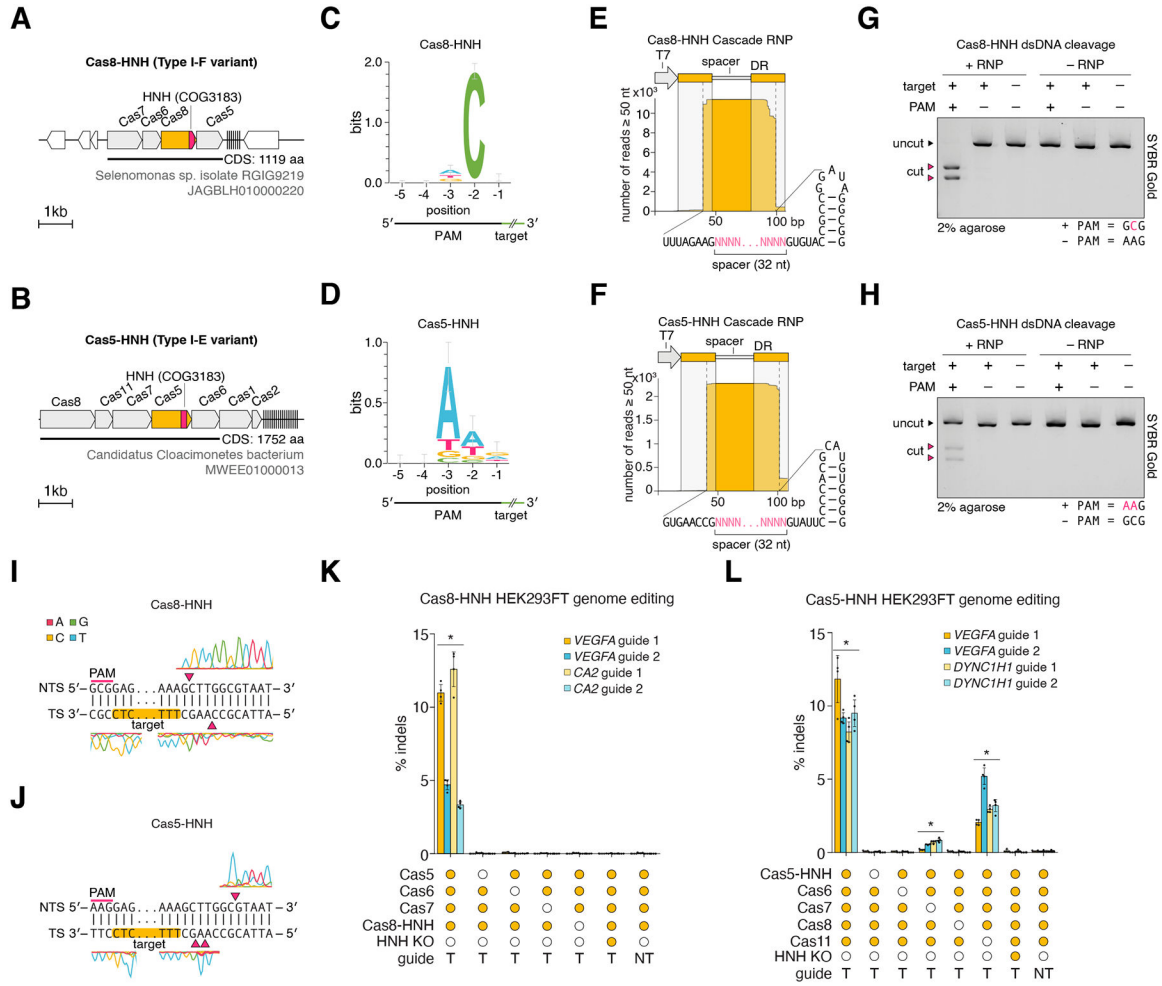 A
Cas8-HNH (Type I-F variant)
HNH (COG3183)
Cas7
Cas6
Cas8
Cas5
CDS: 1119 aa
Selenomonas sp. isolate RGIG9219
JAGBLH010000220
1kb
B
Cas5-HNH (Type I-E variant)
HNH (COG3183)
Cas8
Cas11
Cas7
Cas5
Cas6
Cas1
Cas2
CDS: 1752 aa
Candidatus Cloacimonetes bacterium
MWEE01000013
1kb
C
Cas8-HNH
2.0
1.5
1.0
0.5
0.0
bits
C
-5 -4 -3 -2 -1
position
5′ 3′
PAM target
D
Cas5-HNH
1.0
0.5
0.0
bits
A
T
G
C
A
T
-5 -4 -3 -2 -1
position
5′ 3′
PAM target
E
Cas8-HNH Cascade RNP
T7 spacer DR
x10³
10
8
6
4
2
0
number of reads ≥ 50 nt
50 100 bp
UUUAGAAGNNNN...NNNNGUGUAC–G
spacer (32 nt)
G A U
G A
C–G
C–G
G–C
C–G
C–G
F
Cas5-HNH Cascade RNP
T7 spacer DR
x10³
2
1.5
1
0.5
0
number of reads ≥ 50 nt
50 100 bp
GUGAACCGNNNN...NNNNGUAUUC–G
spacer (32 nt)
C A
G U
C–G
C–G
A–U
C–G
C–G
G
Cas8-HNH dsDNA cleavage
+ RNP – RNP
target + + – + + –
PAM + – – + – –
uncut
cut
SYBR Gold
2% agarose
+ PAM = GCG
– PAM = AAG
H
Cas5-HNH dsDNA cleavage
+ RNP – RNP
target + + – + + –
PAM + – – + – –
uncut
cut
SYBR Gold
2% agarose
+ PAM = AAG
– PAM = GCG
I
Cas8-HNH
A G
C T
PAM
NTS 5′–GCGGAG...AAAGCTTGGCGTAAT–3′
TS 3′–CGCCTC...TTTCGAACCGCATTA–5′
target
J
Cas5-HNH
PAM
NTS 5′–AAGGAG...AAAGCTTGGCGTAAT–3′
TS 3′–TTCCTC...TTTCGAACCGCATTA–5′
target
K
Cas8-HNH HEK293FT genome editing
15
10
5
0
% indels
*
VEGFA guide 1
VEGFA guide 2
CA2 guide 1
CA2 guide 2
Cas5
Cas6
Cas7
Cas8-HNH
HNH KO
guide T T T T T T NT
L
Cas5-HNH HEK293FT genome editing
15
10
5
0
% indels
*
*
*
VEGFA guide 1
VEGFA guide 2
DYNC1H1 guide 1
DYNC1H1 guide 2
Cas5-HNH
Cas6
Cas7
Cas8
Cas11
HNH KO
guide T T T T T T T NT